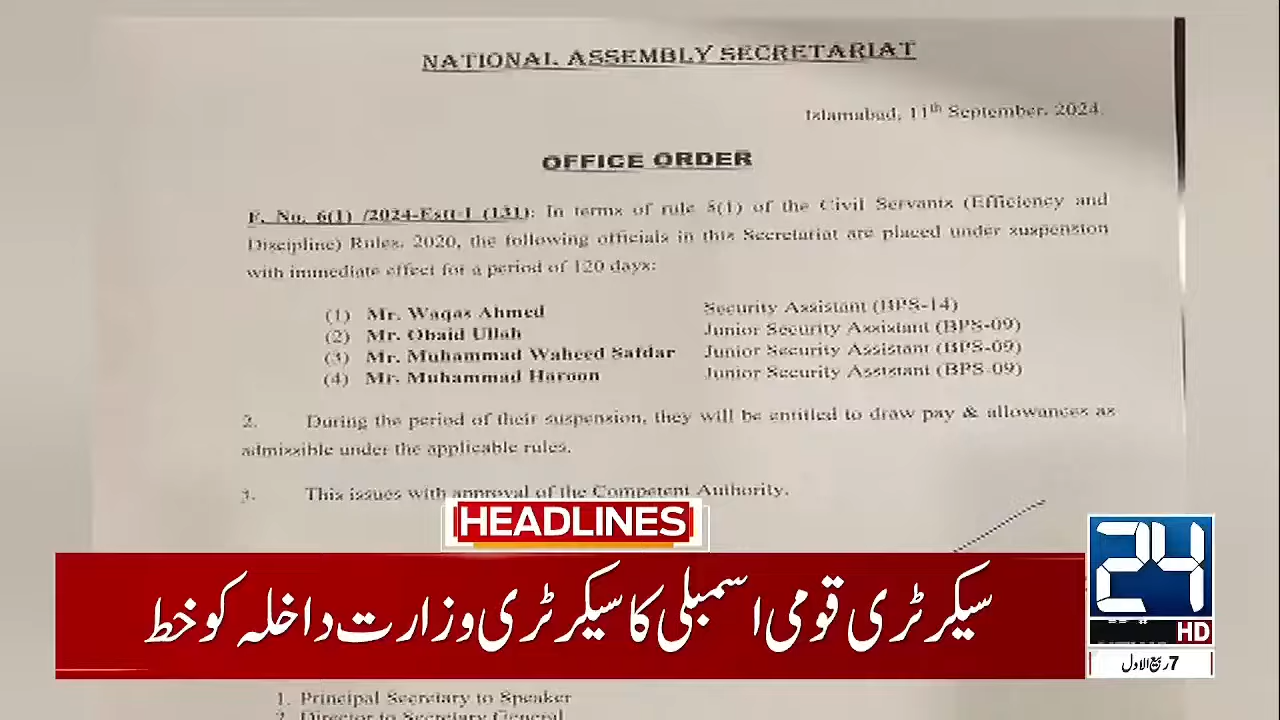 NATIONAL ASSEMBLY SECRETARIAT
Islamabad, 11th September, 2024.
OFFICE ORDER
F. No. 6(1) /2024-Estt-I (131): In terms of rule 5(1) of the Civil Servants (Efficiency and
Discipline) Rules, 2020, the following officials in this Secretariat are placed under suspension
with immediate effect for a period of 120 days:
(1) Mr. Waqas Ahmed Security Assistant (BPS-14)
(2) Mr. Obaid Ullah Junior Security Assistant (BPS-09)
(3) Mr. Muhammad Waheed Safdar Junior Security Assistant (BPS-09)
(4) Mr. Muhammad Haroon Junior Security Assistant (BPS-09)
2. During the period of their suspension, they will be entitled to draw pay & allowances as
admissible under the applicable rules.
3. This issues with approval of the Competent Authority.
HEADLINES
سیکرٹری قومی اسمبلی کا سیکرٹری وزارت داخلہ کو خط
24
HD
7 ربیع الاول
1. Principal Secretary to Speaker
2. Director to Secretary General